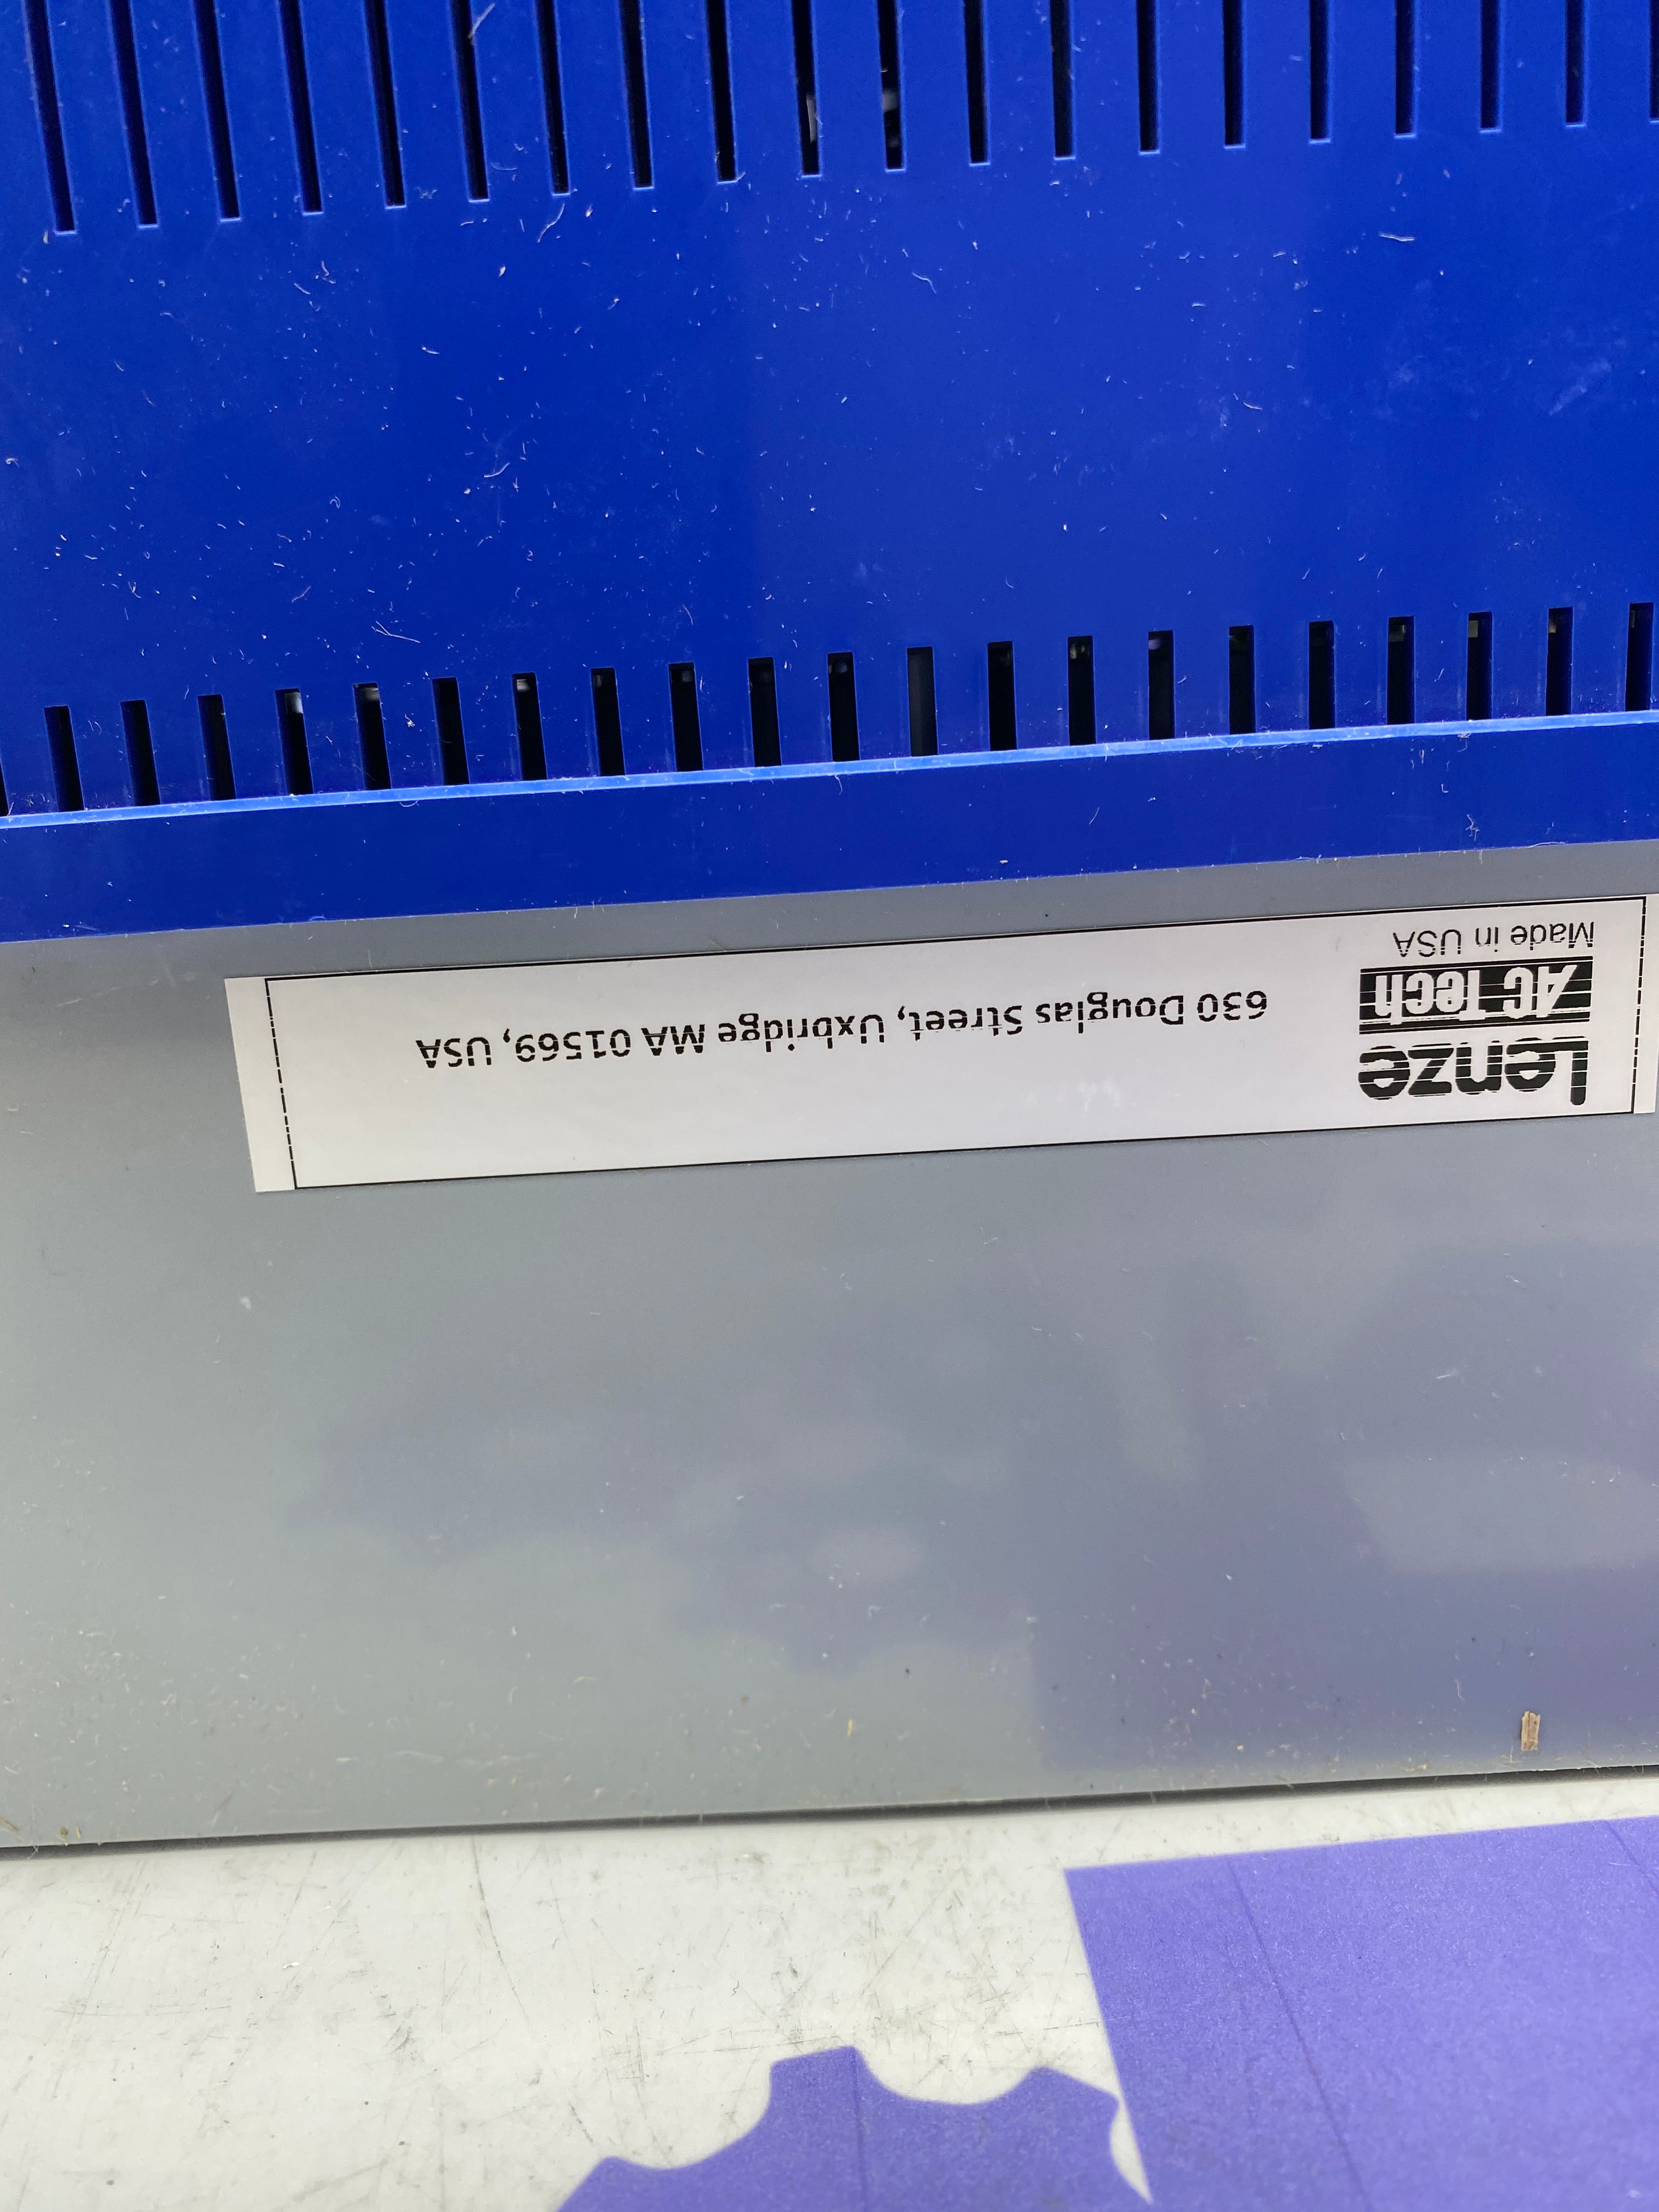 Lenze
AC Tech
Made in USA
630 Douglas Street, Uxbridge MA 01569, USA